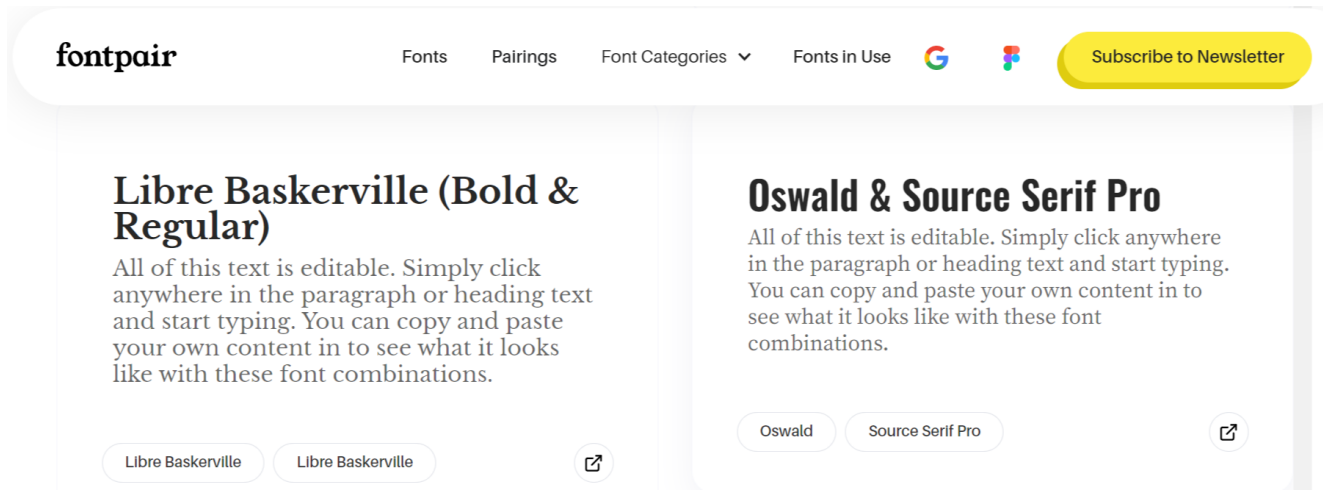 fontpair
Fonts
Pairings
Font Categories
Fonts in Use
Subscribe to Newsletter
Libre Baskerville (Bold &
Regular)
All of this text is editable. Simply click
anywhere in the paragraph or heading text
and start typing. You can copy and paste
your own content in to see what it looks
like with these font combinations.
Libre Baskerville
Libre Baskerville
Oswald & Source Serif Pro
All of this text is editable. Simply click anywhere
in the paragraph or heading text and start typing.
You can copy and paste your own content in to
see what it looks like with these font
combinations.
Oswald
Source Serif Pro